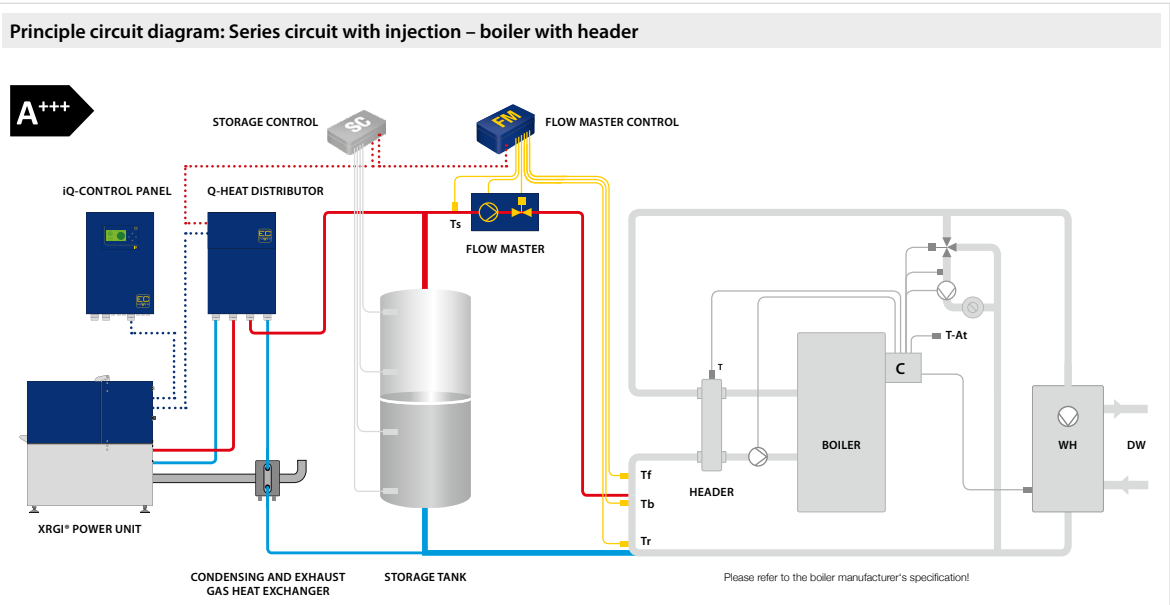 Principle circuit diagram: Series circuit with injection – boiler with header
A+++
STORAGE CONTROL
SC
FM
FLOW MASTER CONTROL
iQ-CONTROL PANEL
Q-HEAT DISTRIBUTOR
Ts
FLOW MASTER
EC
EC
T-At
T
C
BOILER
WH
DW
Tf
HEADER
Tb
XRGI® POWER UNIT
Tr
CONDENSING AND EXHAUST
GAS HEAT EXCHANGER
STORAGE TANK
Please refer to the boiler manufacturer's specification!